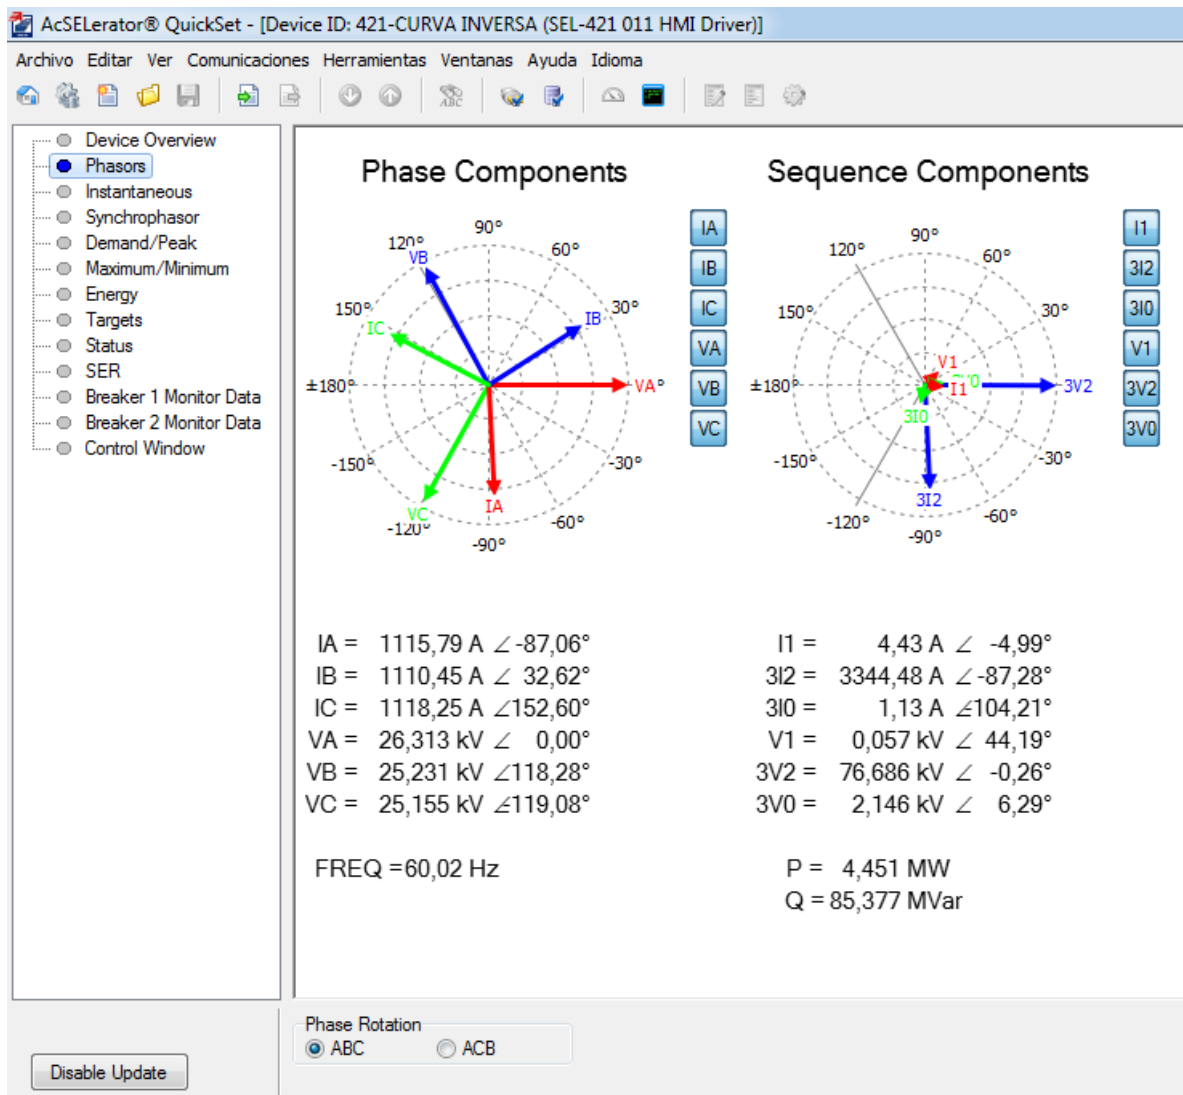 AcSELerator® QuickSet - [Device ID: 421-CURVA INVERSA (SEL-421 011 HMI Driver)]
Archivo Editar Ver Comunicaciones Herramientas Ventanas Ayuda Idioma
Device Overview
Phasors
Instantaneous
Synchrophasor
Demand/Peak
Maximum/Minimum
Energy
Targets
Status
SER
Breaker 1 Monitor Data
Breaker 2 Monitor Data
Control Window
Disable Update
Phase Components
90°
120°
60°
VB
150°
30°
IC
IB
±180°
VA
-150°
-30°
VC
IA
-120°
-60°
-90°
IA
IB
IC
VA
VB
VC
Sequence Components
90°
120°
60°
150°
30°
V1
±180°
I1
3V2
3I0
-150°
-30°
3I2
-120°
-60°
-90°
I1
3I2
3I0
V1
3V2
3V0
IA = 1115,79 A ∠ -87,06°
IB = 1110,45 A ∠ 32,62°
IC = 1118,25 A ∠152,60°
VA = 26,313 kV ∠ 0,00°
VB = 25,231 kV ∠118,28°
VC = 25,155 kV ∠-119,08°
FREQ =60,02 Hz
I1 = 4,43 A ∠ -4,99°
3I2 = 3344,48 A ∠ -87,28°
3I0 = 1,13 A ∠-104,21°
V1 = 0,057 kV ∠ 44,19°
3V2 = 76,686 kV ∠ -0,26°
3V0 = 2,146 kV ∠ 6,29°
P = 4,451 MW
Q = 85,377 MVar
Phase Rotation
ABC ACB